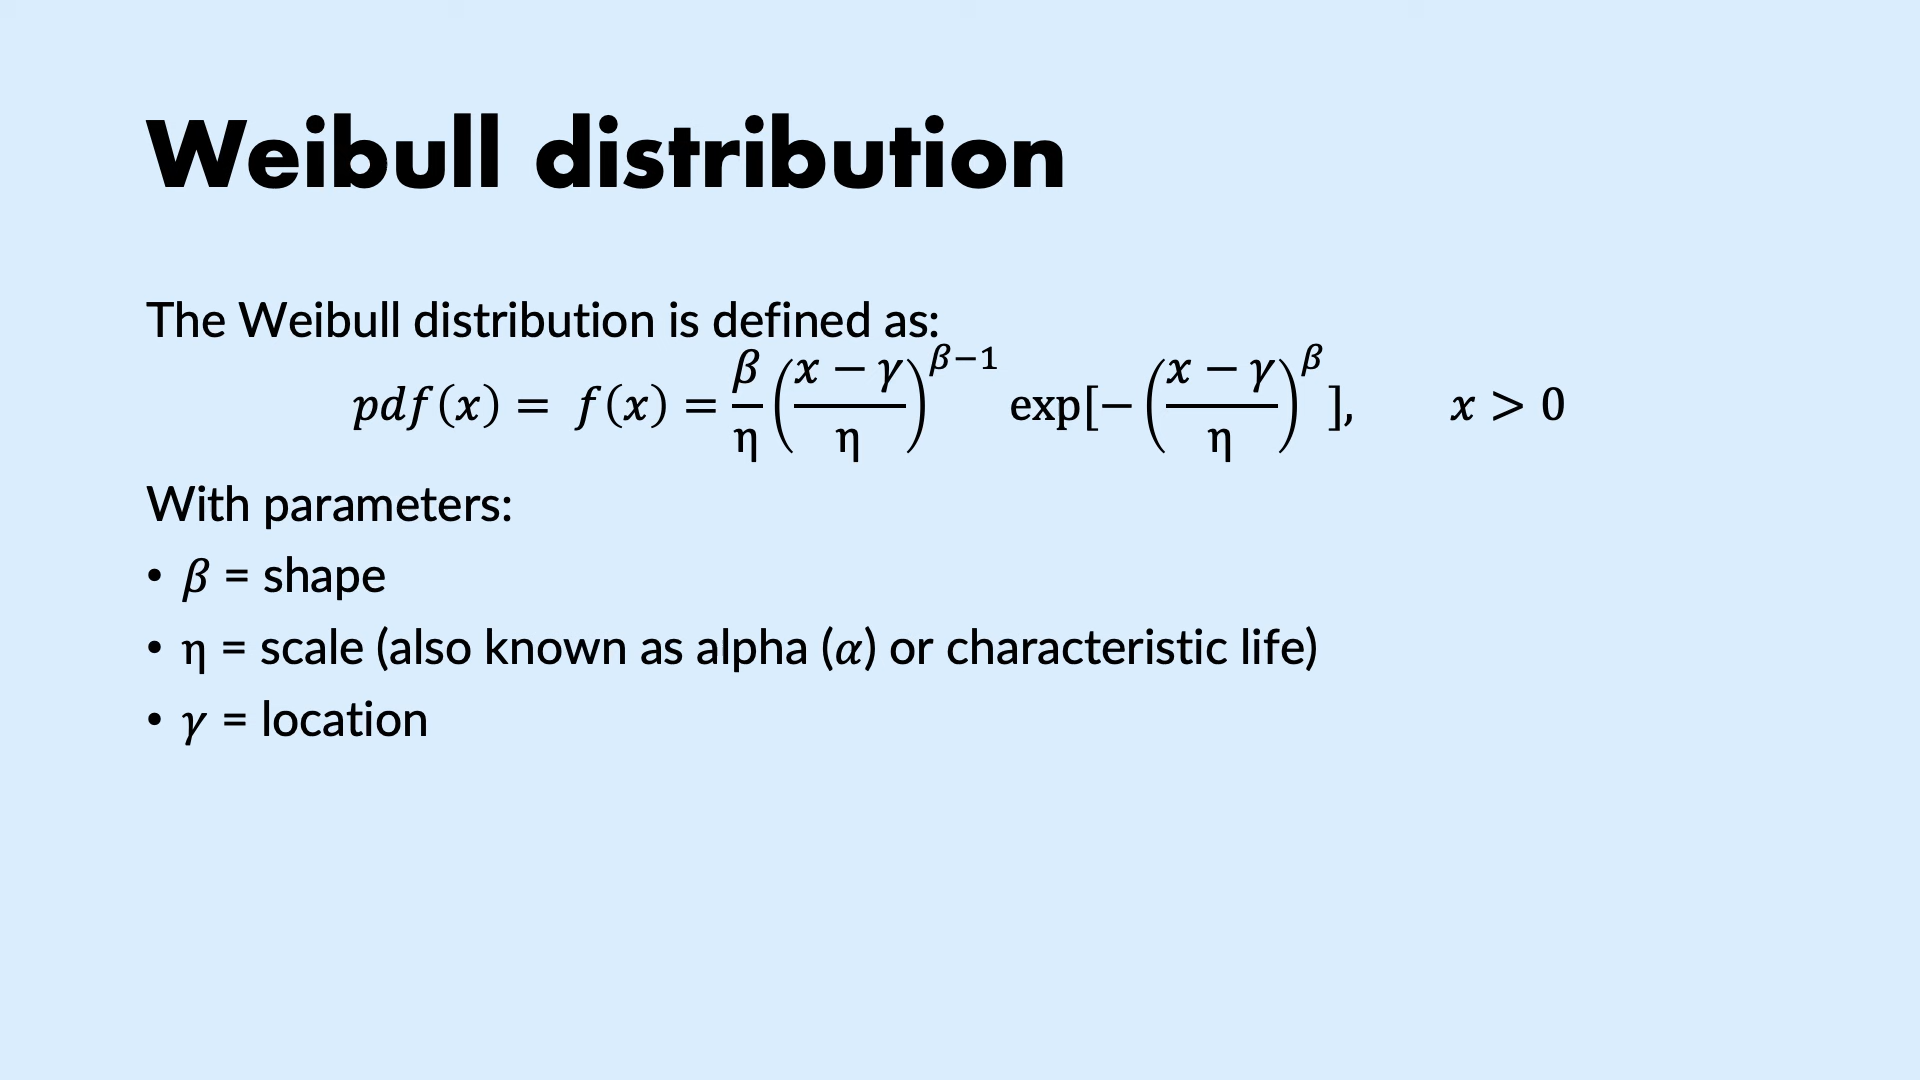 Weibull distribution
The Weibull distribution is defined as:
pdf(x) = f(x) = β/η ((x − γ)/η)^(β−1) exp[−((x − γ)/η)^β], x > 0
With parameters:
• β = shape
• η = scale (also known as alpha (α) or characteristic life)
• γ = location